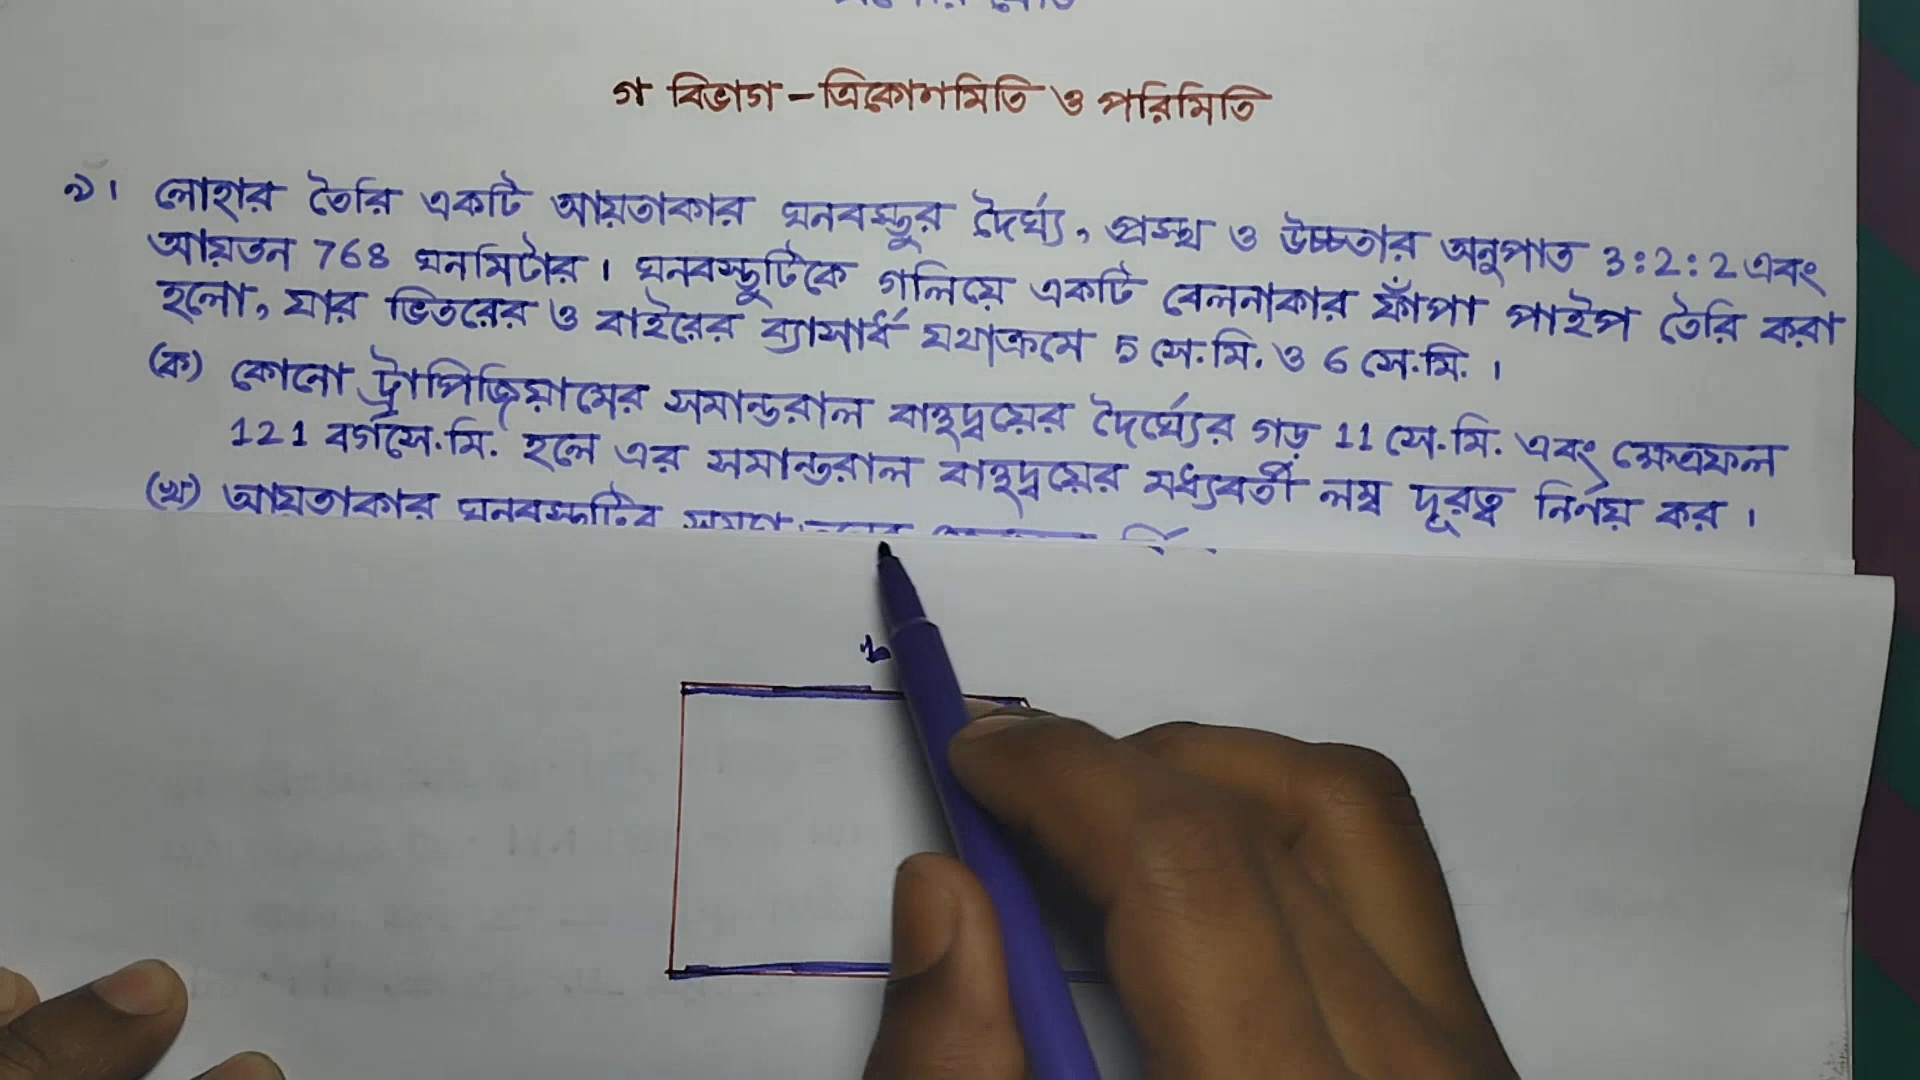 গ বিভাগ – ত্রিকোণমিতি ও পরিমিতি
৯। লোহার তৈরি একটি আয়তাকার ঘনবস্তুর দৈর্ঘ্য, প্রস্থ ও উচ্চতার অনুপাত 3:2:2 এবং
আয়তন 768 ঘনমিটার। ঘনবস্তুটিকে গলিয়ে একটি বেলনাকার ফাঁপা পাইপ তৈরি করা
হলো, যার ভিতরের ও বাইরের ব্যাসার্ধ যথাক্রমে 5 সে.মি. ও 6 সে.মি. ।
(ক) কোনো ট্রাপিজিয়ামের সমান্তরাল বাহুদ্বয়ের দৈর্ঘ্যের গড় 11 সে.মি. এবং ক্ষেত্রফল
121 বর্গসে.মি. হলে এর সমান্তরাল বাহুদ্বয়ের মধ্যবর্তী লম্ব দূরত্ব নির্ণয় কর ।
(খ) আয়তাকার ঘনবস্তুটির
b